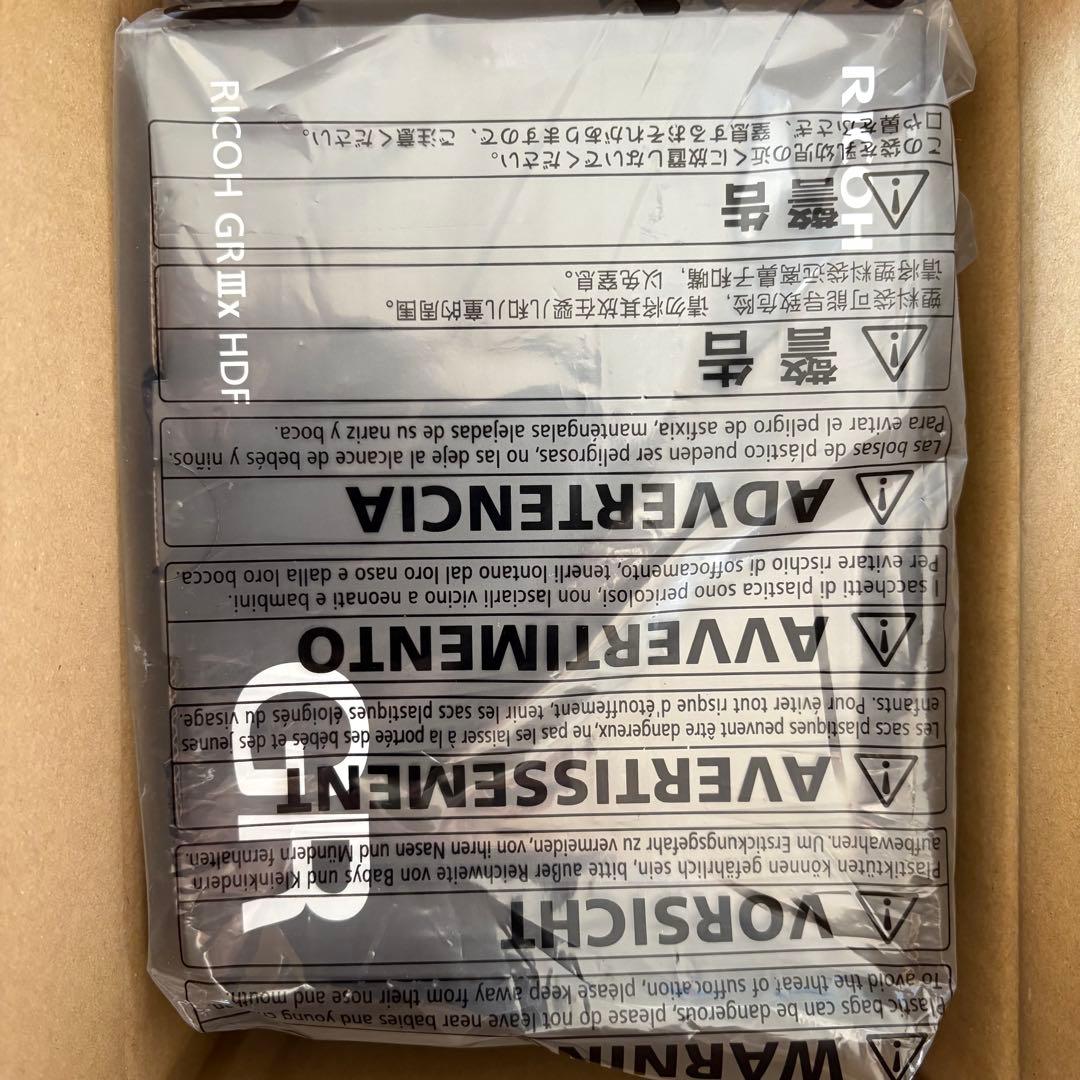 RICOH
RICOH GR III x HDF
GR
WARNIN
Plastic bags can be dangerous, please do not leave near babies and young
To avoid the threat of suffocation, please keep away from their nose and mouth
VORSICHT
Plastiktüten können gefährlich sein, bitte außer Reichweite von Babys und Kleinkindern
aufbewahren. Um Erstickungsgefahr zu vermeiden, von ihren Nasen und Mündern fernhalten.
AVERTISSEMENT
Les sacs plastiques peuvent être dangereux, ne pas les laisser à la portée des bébés et des jeunes
enfants. Pour éviter tout risque d'étouffement, tenir les sacs plastiques éloignés du visage.
AVVERTIMENTO
I sacchetti di plastica sono pericolosi, non lasciarli vicino a neonati e bambini.
Per evitare rischio di soffocamento, tenerli lontano dal loro naso e dalla loro bocca.
ADVERTENCIA
Las bolsas de plástico pueden ser peligrosas, no las deje al alcance de bebés y niños.
Para evitar el peligro de asfixia, manténgalas alejadas de su nariz y boca.
警告
塑料袋可能导致危险，请勿将其放在婴儿和儿童的周围。
请将塑料袋远离鼻子和嘴，以免窒息。
警告
この袋を乳幼児の近くに放置しないでください。
口や鼻をふさぎ、窒息するおそれがありますので、ご注意ください。